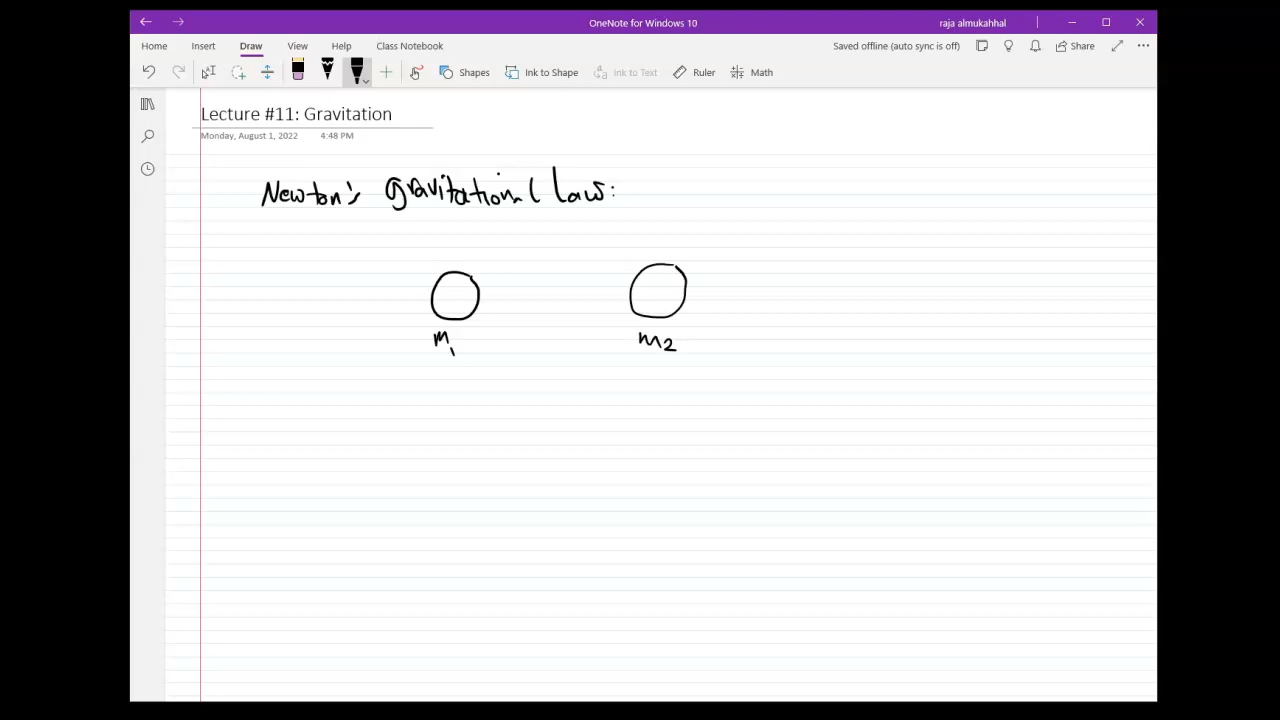 OneNote for Windows 10
raja almukahhal
Home Insert Draw View Help Class Notebook
Saved offline (auto sync is off) Share
Shapes Ink to Shape Ink to Text Ruler Math
Lecture #11: Gravitation
Monday, August 1, 2022 4:48 PM
Newton's gravitational Law:
m₁ m₂